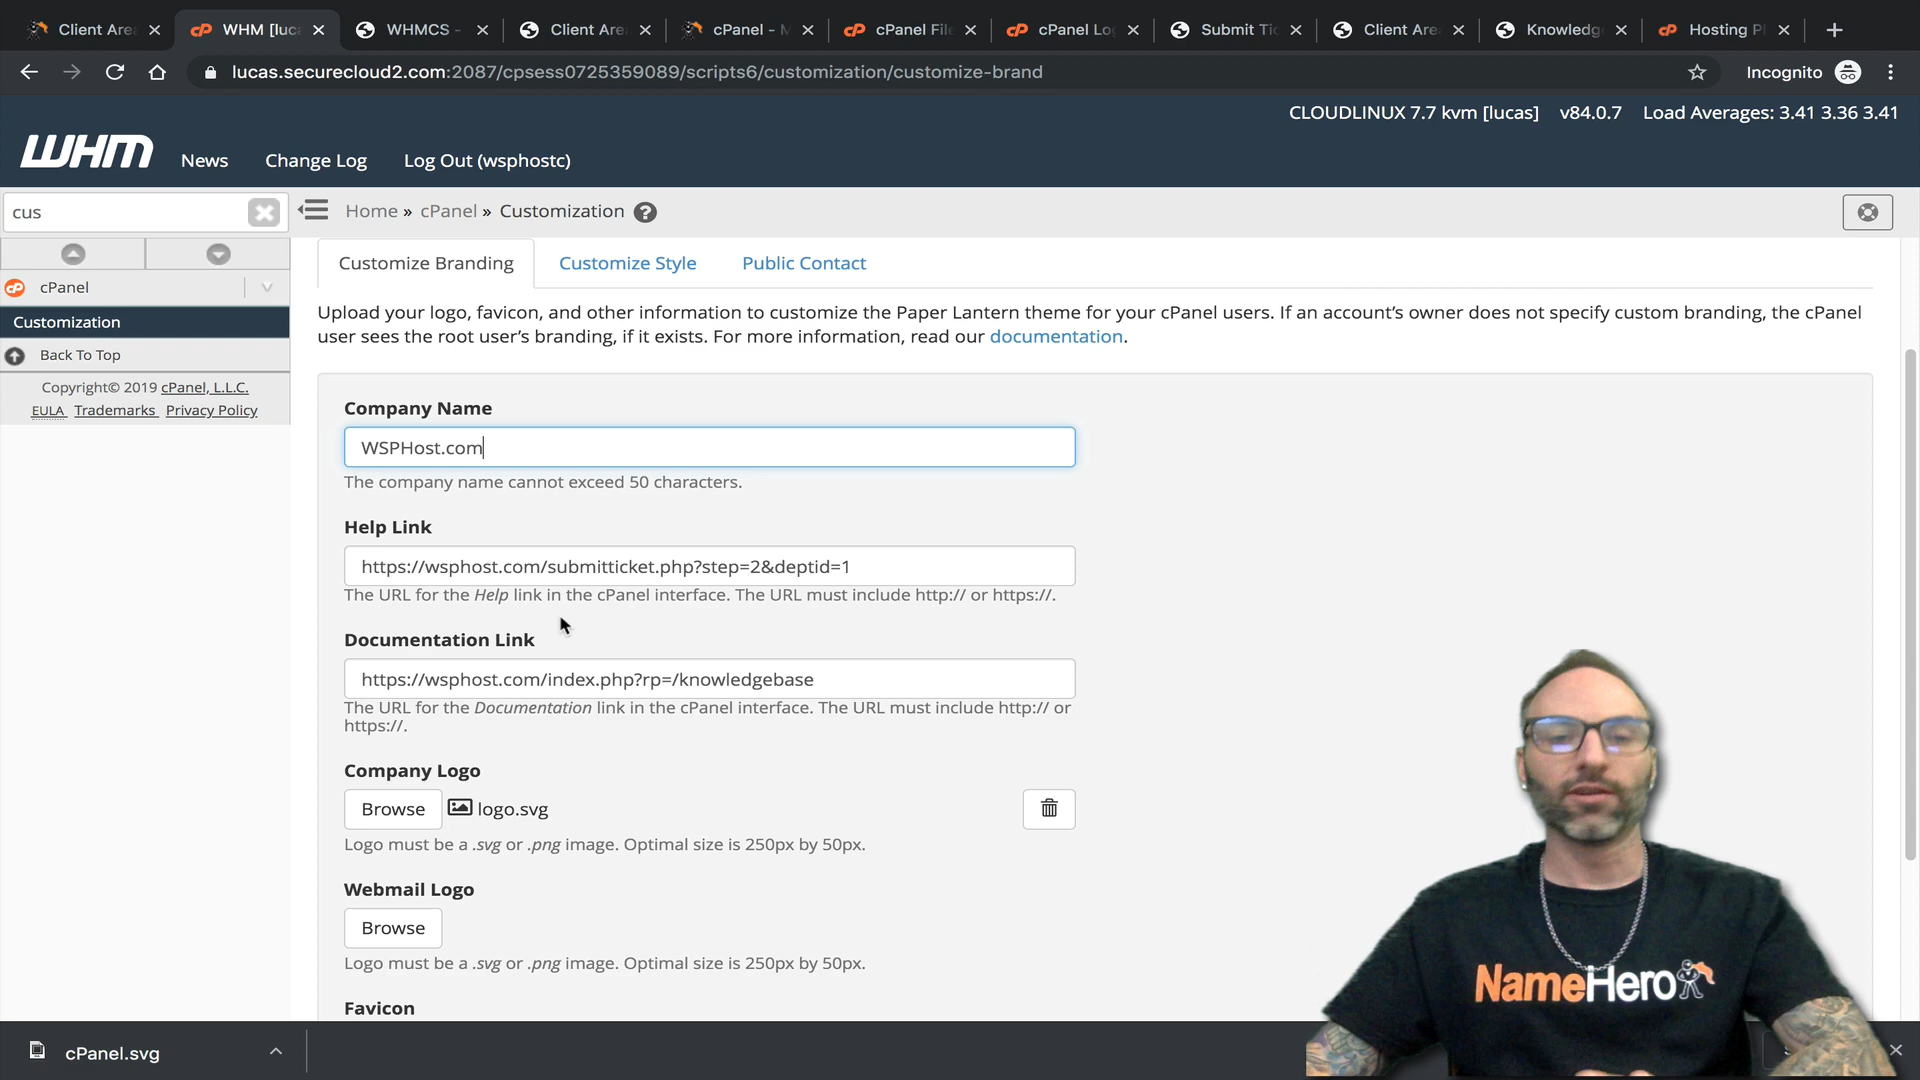 Client Area
WHM [luca
WHMCS -
Client Area
cPanel - M
cPanel File
cPanel Log
Submit Tic
Client Area
Knowledg
Hosting Pl
lucas.securecloud2.com:2087/cpsess0725359089/scripts6/customization/customize-brand
Incognito
CLOUDLINUX 7.7 kvm [lucas] v84.0.7 Load Averages: 3.41 3.36 3.41
WHM
News
Change Log
Log Out (wsphostc)
cus
Home » cPanel » Customization
cPanel
Customization
Back To Top
Copyright© 2019 cPanel, L.L.C.
EULA Trademarks Privacy Policy
Customize Branding
Customize Style
Public Contact
Upload your logo, favicon, and other information to customize the Paper Lantern theme for your cPanel users. If an account's owner does not specify custom branding, the cPanel
user sees the root user's branding, if it exists. For more information, read our documentation.
Company Name
WSPHost.com
The company name cannot exceed 50 characters.
Help Link
https://wsphost.com/submitticket.php?step=2&deptid=1
The URL for the Help link in the cPanel interface. The URL must include http:// or https://.
Documentation Link
https://wsphost.com/index.php?rp=/knowledgebase
The URL for the Documentation link in the cPanel interface. The URL must include http:// or
https://.
Company Logo
Browse
logo.svg
Logo must be a .svg or .png image. Optimal size is 250px by 50px.
Webmail Logo
Browse
Logo must be a .svg or .png image. Optimal size is 250px by 50px.
Favicon
NameHero
cPanel.svg